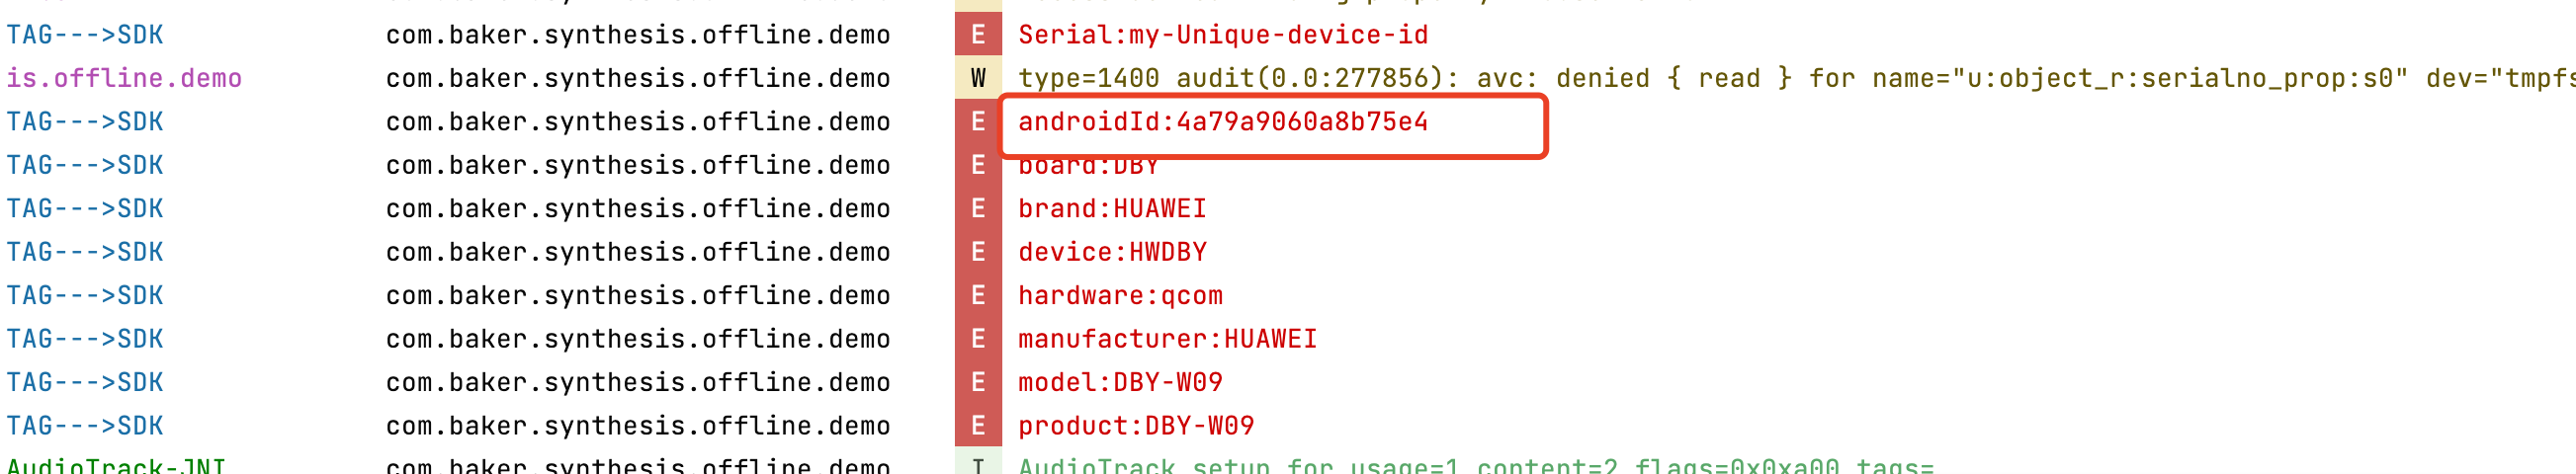 TAG--->SDK com.baker.synthesis.offline.demo E Serial:my-Unique-device-id
is.offline.demo com.baker.synthesis.offline.demo W type=1400 audit(0.0:277856): avc: denied { read } for name="u:object_r:serialno_prop:s0" dev="tmpfs
TAG--->SDK com.baker.synthesis.offline.demo E androidId:4a79a9060a8b75e4
TAG--->SDK com.baker.synthesis.offline.demo E board:DBY
TAG--->SDK com.baker.synthesis.offline.demo E brand:HUAWEI
TAG--->SDK com.baker.synthesis.offline.demo E device:HWDBY
TAG--->SDK com.baker.synthesis.offline.demo E hardware:qcom
TAG--->SDK com.baker.synthesis.offline.demo E manufacturer:HUAWEI
TAG--->SDK com.baker.synthesis.offline.demo E model:DBY-W09
TAG--->SDK com.baker.synthesis.offline.demo E product:DBY-W09
AudioTrack-JNI com.baker.synthesis.offline.demo I AudioTrack setup for usage=1 content=2 flags=0x0xa00 tags=